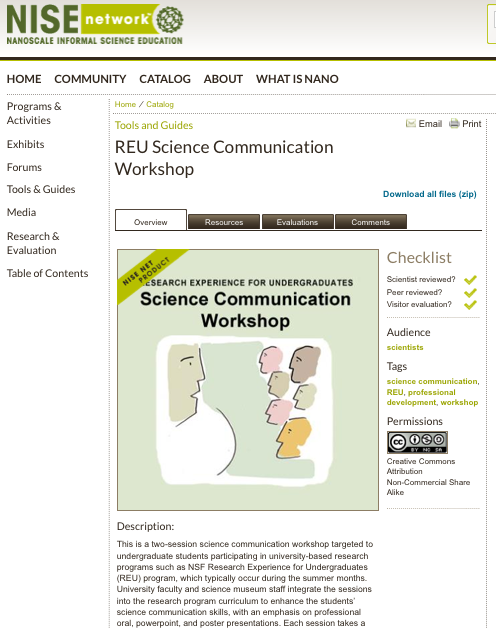 NISE network
NANOSCALE INFORMAL SCIENCE EDUCATION
HOME COMMUNITY CATALOG ABOUT WHAT IS NANO
Programs &
Activities
Exhibits
Forums
Tools & Guides
Media
Research &
Evaluation
Table of Contents
Home / Catalog
Tools and Guides
Email Print
REU Science Communication
Workshop
Download all files (zip)
Overview Resources Evaluations Comments
NISE NET
PRODUCT
RESEARCH EXPERIENCE FOR UNDERGRADUATES
Science Communication
Workshop
Checklist
Scientist reviewed?
Peer reviewed?
Visitor evaluation?
Audience
scientists
Tags
science communication,
REU, professional
development, workshop
Permissions
cc
BY NC SA
Creative Commons
Attribution
Non-Commercial Share
Alike
Description:
This is a two-session science communication workshop targeted to
undergraduate students participating in university-based research
programs such as NSF Research Experience for Undergraduates
(REU) program, which typically occur during the summer months.
University faculty and science museum staff integrate the sessions
into the research program curriculum to enhance the students'
science communication skills, with an emphasis on professional
oral, powerpoint, and poster presentations. Each session takes a